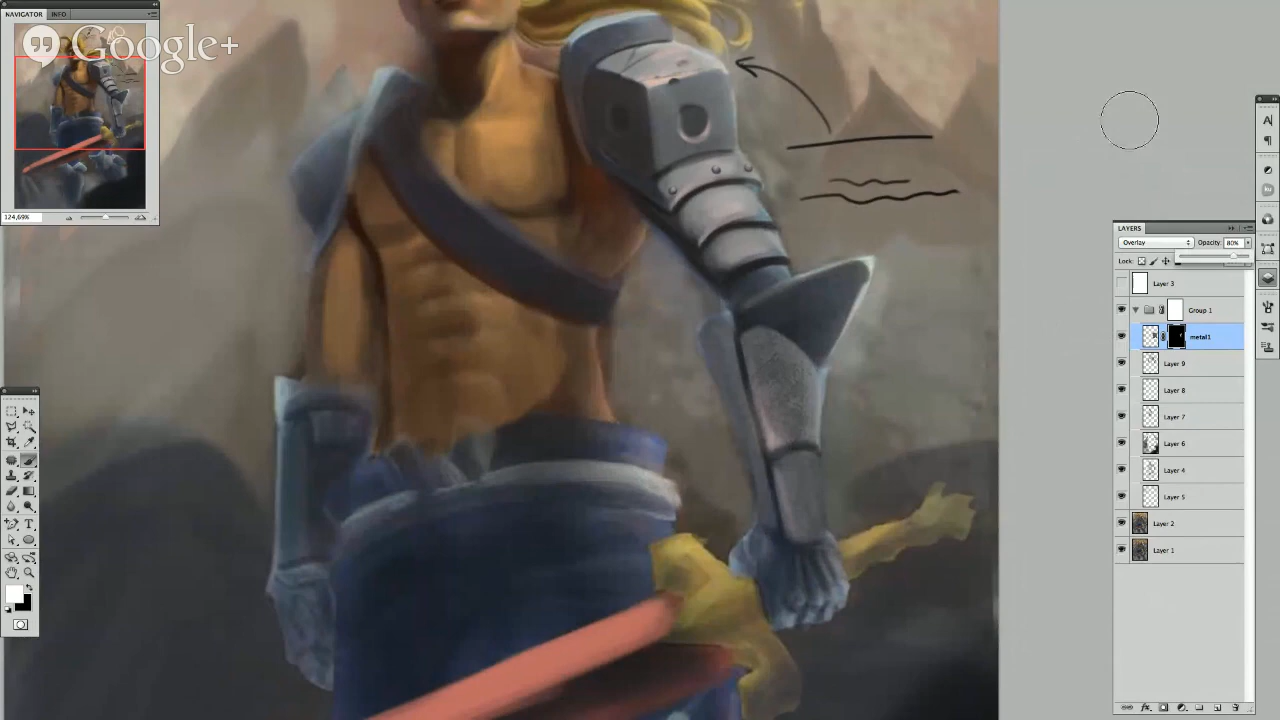 NAVIGATOR INFO
Google+
124,69%
LAYERS
Overlay Opacity: 80%
Lock:
Layer 3
Group 1
metal1
Layer 9
Layer 8
Layer 7
Layer 6
Layer 4
Layer 5
Layer 2
Layer 1